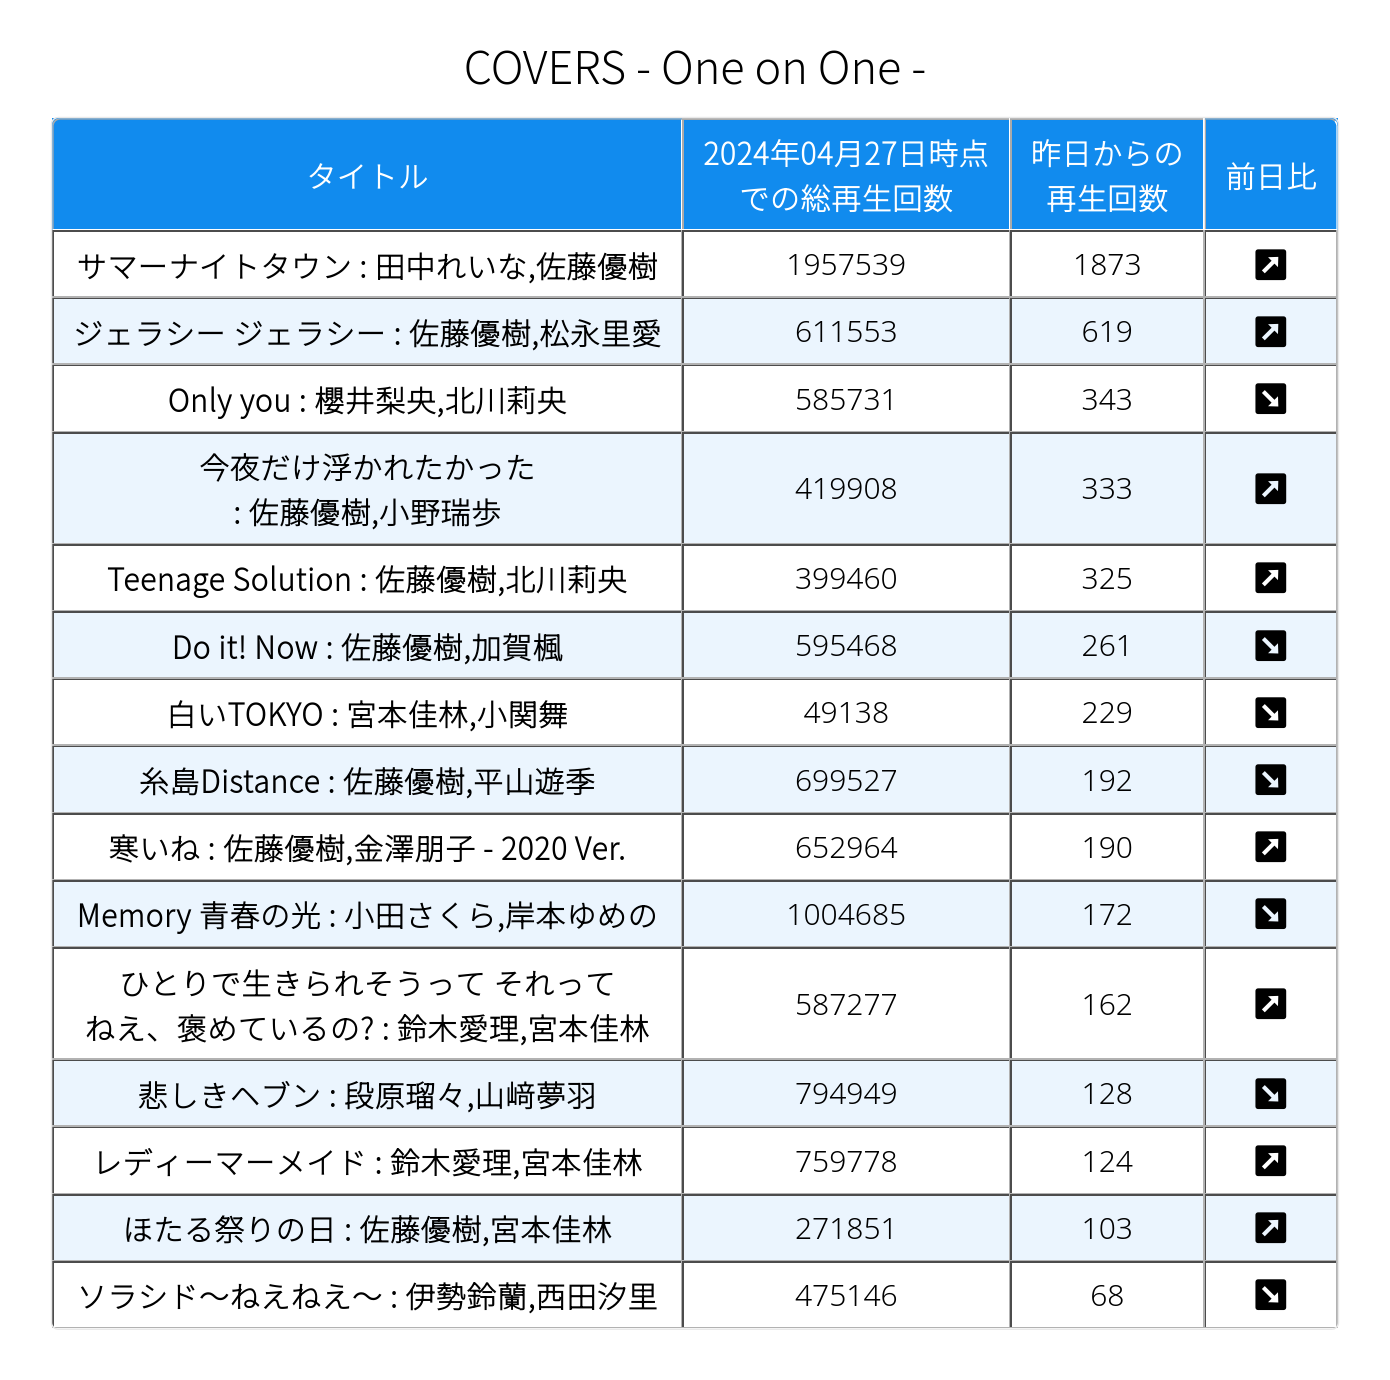 COVERS - One on One -
タイトル
2024年04月27日時点
での総再生回数
昨日からの
再生回数
前日比
サマーナイトタウン : 田中れいな,佐藤優樹 1957539 1873
ジェラシー ジェラシー : 佐藤優樹,松永里愛 611553 619
Only you : 櫻井梨央,北川莉央 585731 343
今夜だけ浮かれたかった
: 佐藤優樹,小野瑞歩 419908 333
Teenage Solution : 佐藤優樹,北川莉央 399460 325
Do it! Now : 佐藤優樹,加賀楓 595468 261
白いTOKYO : 宮本佳林,小関舞 49138 229
糸島Distance : 佐藤優樹,平山遊季 699527 192
寒いね : 佐藤優樹,金澤朋子 - 2020 Ver. 652964 190
Memory 青春の光 : 小田さくら,岸本ゆめの 1004685 172
ひとりで生きられそうって それって
ねえ、褒めているの? : 鈴木愛理,宮本佳林 587277 162
悲しきヘブン : 段原瑠々,山﨑夢羽 794949 128
レディーマーメイド : 鈴木愛理,宮本佳林 759778 124
ほたる祭りの日 : 佐藤優樹,宮本佳林 271851 103
ソラシド〜ねえねえ〜 : 伊勢鈴蘭,西田汐里 475146 68